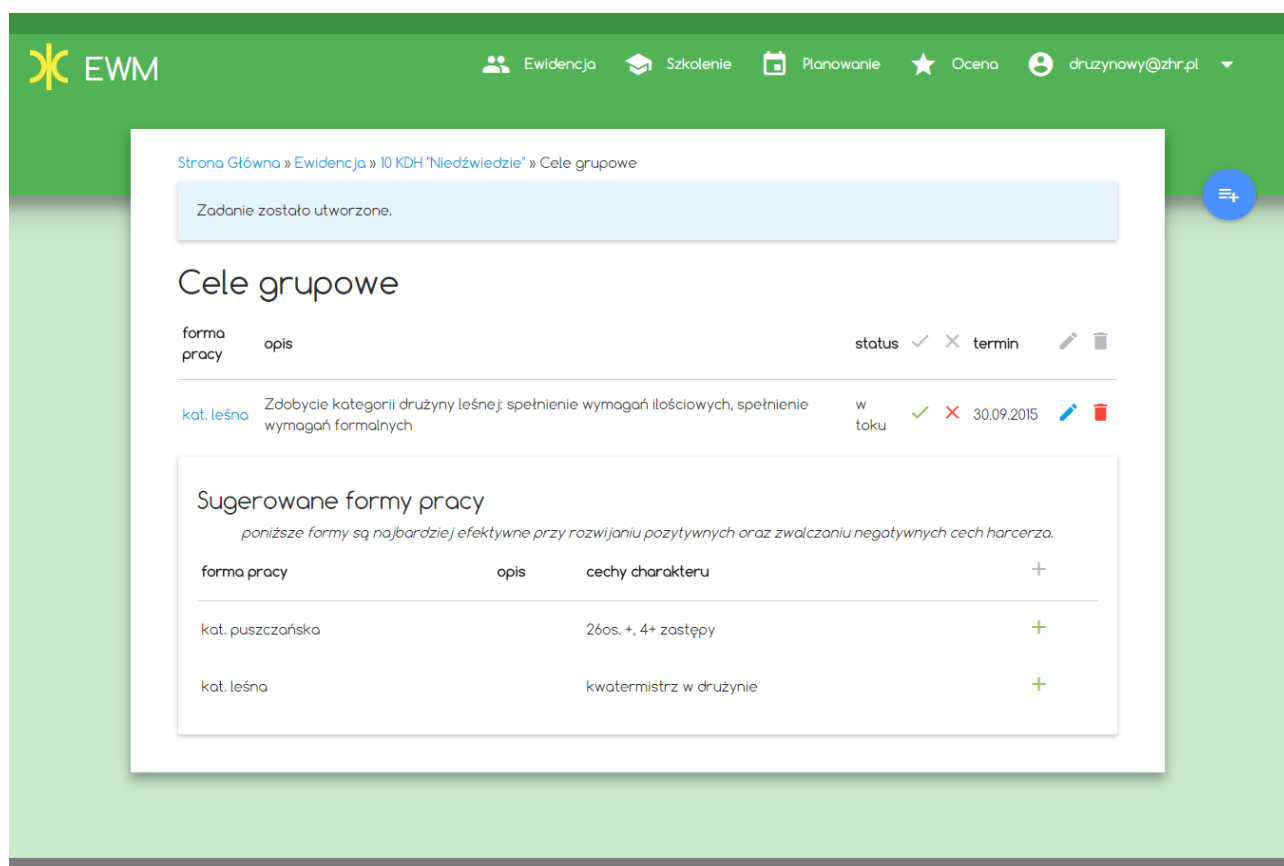 EWM
Ewidencja
Szkolenie
Planowanie
Ocena
druzynowy@zhr.pl
Strona Główna » Ewidencja » 10 KDH "Niedźwiedzie" » Cele grupowe
Zadanie zostało utworzone.
Cele grupowe
forma
pracy
opis
status
termin
kat. leśna
Zdobycie kategorii drużyny leśnej: spełnienie wymagań ilościowych, spełnienie
wymagań formalnych
w
toku
30.09.2015
Sugerowane formy pracy
poniższe formy są najbardziej efektywne przy rozwijaniu pozytywnych oraz zwalczaniu negatywnych cech harcerza.
forma pracy opis cechy charakteru
kat. puszczańska 26os. +, 4+ zastępy
kat. leśna kwatermistrz w drużynie